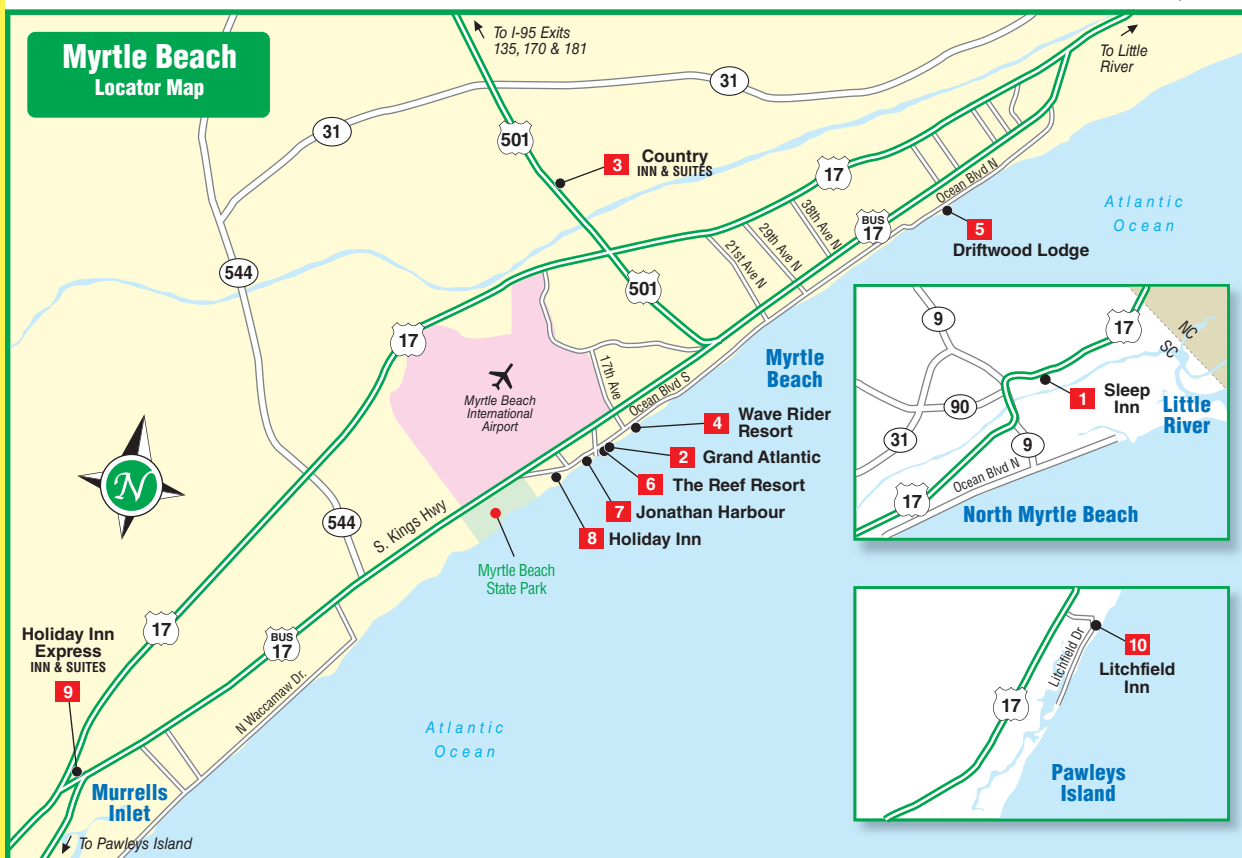 Myrtle Beach
Locator Map
To I-95 Exits
135, 170 & 181
To Little
River
31
31
501
3
Country
INN & SUITES
17
Ocean Blvd N
38th Ave N
29th Ave N
21st Ave N
BUS
17
5
Driftwood Lodge
Atlantic
Ocean
544
501
17
Myrtle Beach
International
Airport
17th Ave
Ocean Blvd S
Myrtle
Beach
4
Wave Rider
Resort
2
Grand Atlantic
6
The Reef Resort
7
Jonathan Harbour
8
Holiday Inn
N
544
S. Kings Hwy
Myrtle Beach
State Park
17
BUS
17
Holiday Inn
Express
INN & SUITES
9
N Waccamaw Dr.
Atlantic
Ocean
Murrells
Inlet
To Pawleys Island
9
17
NC
SC
1
Sleep
Inn
90
31
9
Little
River
Ocean Blvd N
17
North Myrtle Beach
10
Litchfield
Inn
Litchfield Dr
17
Pawleys
Island